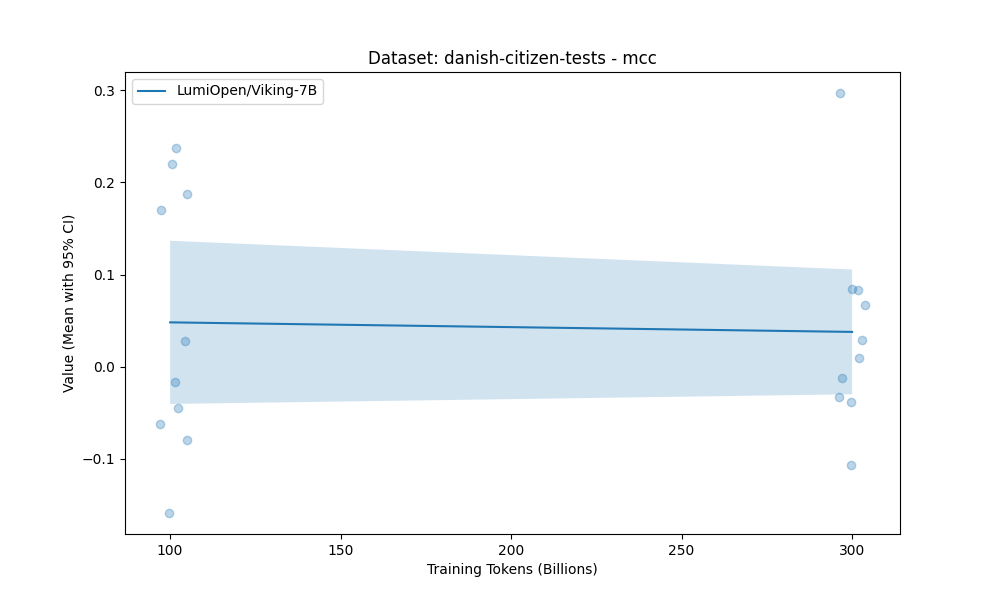 Dataset: danish-citizen-tests - mcc
LumiOpen/Viking-7B
Value (Mean with 95% CI)
0.3
0.2
0.1
0.0
−0.1
100
150
200
250
300
Training Tokens (Billions)